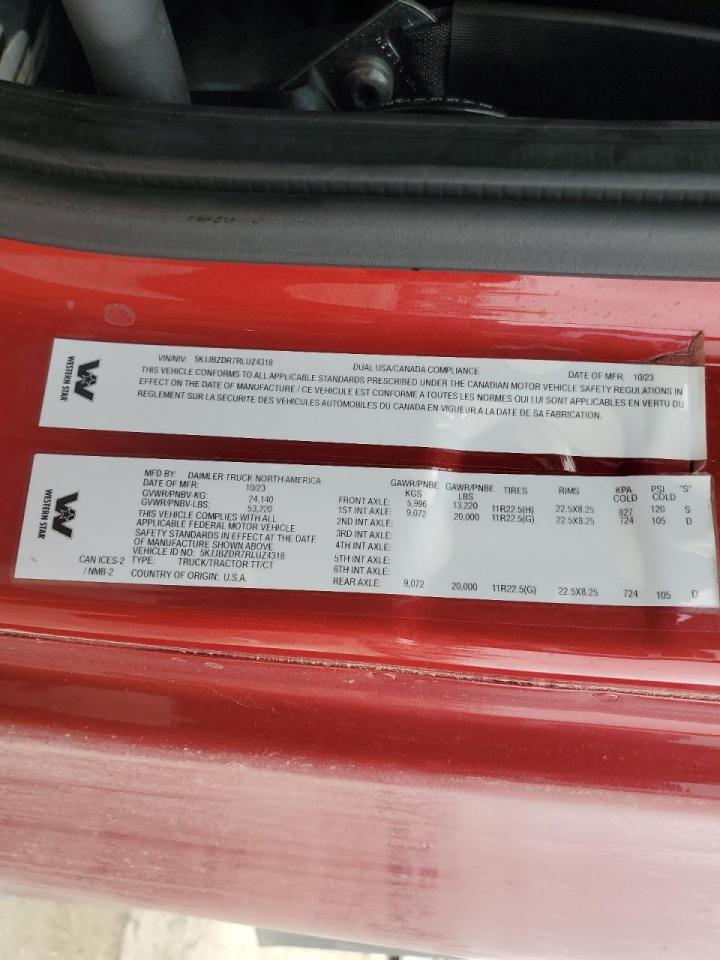 WESTERN STAR
VIN/NIV: 5KJJBZDR7RLUZ4318 DUAL USA/CANADA COMPLIANCE DATE OF MFR: 10/23
THIS VEHICLE CONFORMS TO ALL APPLICABLE STANDARDS PRESCRIBED UNDER THE CANADIAN MOTOR VEHICLE SAFETY REGULATIONS IN
EFFECT ON THE DATE OF MANUFACTURE / CE VEHICULE EST CONFORME A TOUTES LES NORMES QUI LUI SONT APPLICABLES EN VERTU DU
REGLEMENT SUR LA SECURITE DES VEHICULES AUTOMOBILES DU CANADA EN VIGUEUR A LA DATE DE SA FABRICATION.
WESTERN STAR
CAN ICES-2
/ NMB-2
MFD BY: DAIMLER TRUCK NORTH AMERICA
DATE OF MFR: 10/23
GVWR/PNBV-KG: 24,140
GVWR/PNBV-LBS: 53,220
THIS VEHICLE COMPLIES WITH ALL
APPLICABLE FEDERAL MOTOR VEHICLE
SAFETY STANDARDS IN EFFECT AT THE DATE
OF MANUFACTURE SHOWN ABOVE.
VEHICLE ID NO: 5KJJBZDR7RLUZ4318
TYPE: TRUCK/TRACTOR TT/CT
COUNTRY OF ORIGIN: U.S.A.
GAWR/PNBE KGS GAWR/PNBE LBS TIRES RIMS KPA COLD PSI COLD "S"
FRONT AXLE: 5,996 13,220 11R22.5(H) 22.5X8.25 827 120 S
1ST INT AXLE: 9,072 20,000 11R22.5(G) 22.5X8.25 724 105 D
2ND INT AXLE:
3RD INT AXLE:
4TH INT AXLE:
5TH INT AXLE:
6TH INT AXLE:
REAR AXLE: 9,072 20,000 11R22.5(G) 22.5X8.25 724 105 D